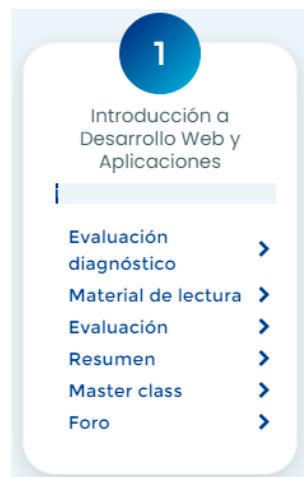 1
Introducción a
Desarrollo Web y
Aplicaciones
Evaluación
diagnóstico
Material de lectura
Evaluación
Resumen
Master class
Foro